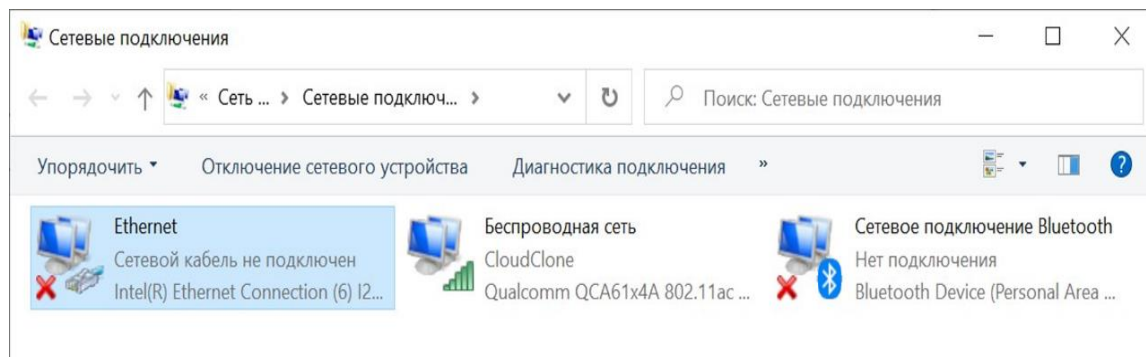 Сетевые подключения
« Сеть ... › Сетевые подключ... ›
Поиск: Сетевые подключения
Упорядочить
Отключение сетевого устройства
Диагностика подключения
»
Ethernet
Сетевой кабель не подключен
Intel(R) Ethernet Connection (6) I2...
Беспроводная сеть
CloudClone
Qualcomm QCA61x4A 802.11ac ...
Сетевое подключение Bluetooth
Нет подключения
Bluetooth Device (Personal Area ...